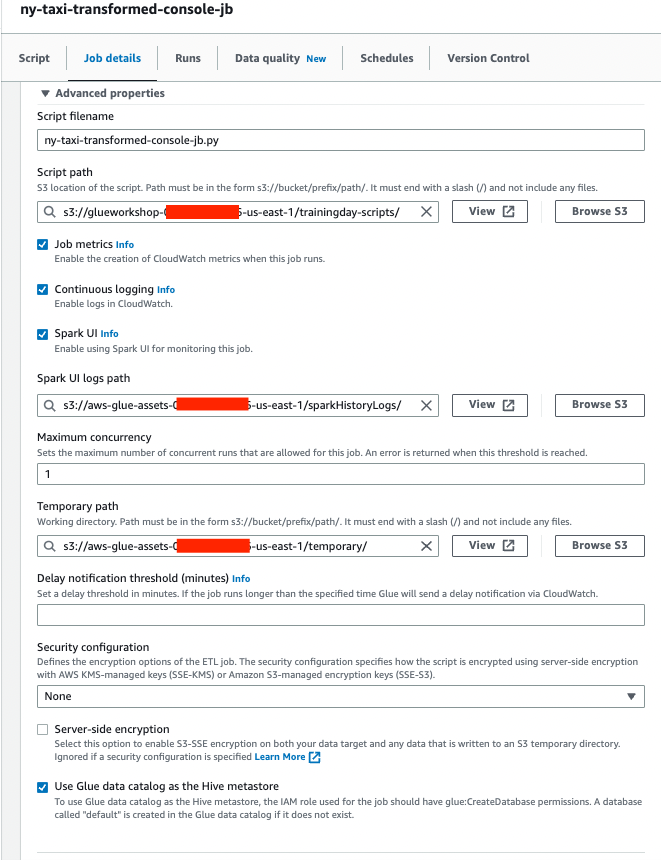 ny-taxi-transformed-console-jb
Script Job details Runs Data quality New Schedules Version Control
▼ Advanced properties
Script filename
ny-taxi-transformed-console-jb.py
Script path
S3 location of the script. Path must be in the form s3://bucket/prefix/path/. It must end with a slash (/) and not include any files.
s3://glueworkshop- -us-east-1/trainingday-scripts/ View Browse S3
Job metrics Info
Enable the creation of CloudWatch metrics when this job runs.
Continuous logging Info
Enable logs in CloudWatch.
Spark UI Info
Enable using Spark UI for monitoring this job.
Spark UI logs path
s3://aws-glue-assets- -us-east-1/sparkHistoryLogs/ View Browse S3
Maximum concurrency
Sets the maximum number of concurrent runs that are allowed for this job. An error is returned when this threshold is reached.
1
Temporary path
Working directory. Path must be in the form s3://bucket/prefix/path/. It must end with a slash (/) and not include any files.
s3://aws-glue-assets- -us-east-1/temporary/ View Browse S3
Delay notification threshold (minutes) Info
Set a delay threshold in minutes. If the job runs longer than the specified time Glue will send a delay notification via CloudWatch.
Security configuration
Defines the encryption options of the ETL job. The security configuration specifies how the script is encrypted using server-side encryption
with AWS KMS-managed keys (SSE-KMS) or Amazon S3-managed encryption keys (SSE-S3).
None
Server-side encryption
Select this option to enable S3-SSE encryption on both your data target and any data that is written to an S3 temporary directory.
Ignored if a security configuration is specified Learn More
Use Glue data catalog as the Hive metastore
To use Glue data catalog as the Hive metastore, the IAM role used for the job should have glue:CreateDatabase permissions. A database
called "default" is created in the Glue data catalog if it does not exist.